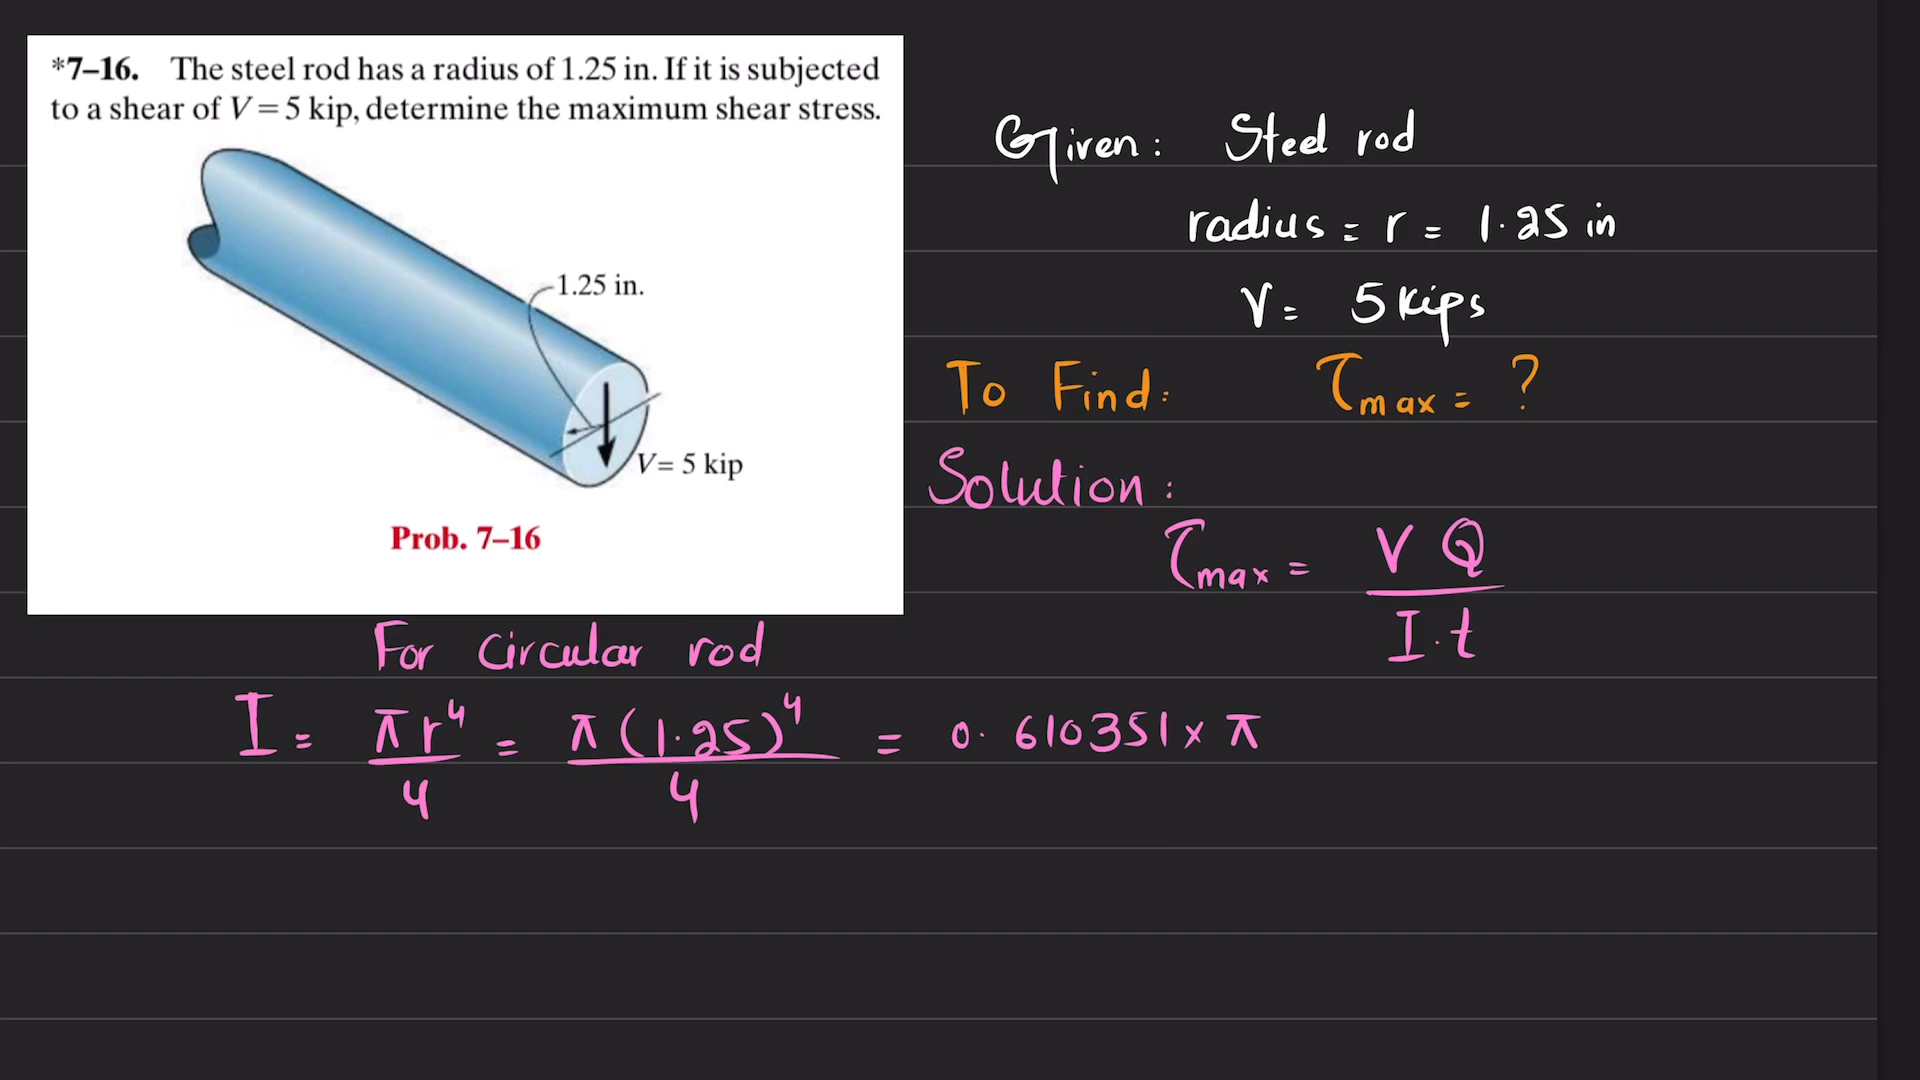 *7–16. The steel rod has a radius of 1.25 in. If it is subjected
to a shear of V = 5 kip, determine the maximum shear stress.
1.25 in.
V = 5 kip
Prob. 7–16
Given: Steel rod
radius = r = 1.25 in
V = 5 kips
To Find: τmax = ?
Solution:
τmax = V Q / I.t
For circular rod
I = πr⁴ / 4 = π(1.25)⁴ / 4 = 0.610351 x π